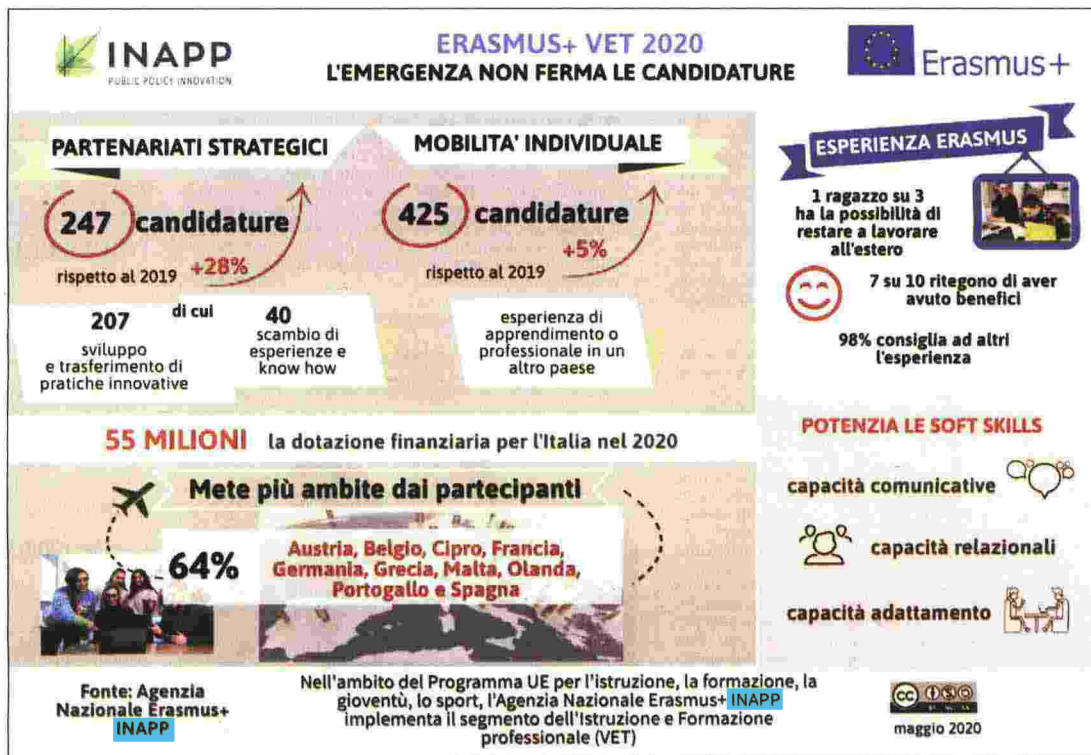 INAPP
PUBLIC POLICY INNOVATION
ERASMUS+ VET 2020
L'EMERGENZA NON FERMA LE CANDIDATURE
Erasmus+
PARTENARIATI STRATEGICI
247 candidature
rispetto al 2019 +28%
di cui
207
sviluppo
e trasferimento di
pratiche innovative
40
scambio di
esperienze e
know how
MOBILITA' INDIVIDUALE
425 candidature
rispetto al 2019 +5%
esperienza di
apprendimento o
professionale in un
altro paese
ESPERIENZA ERASMUS
1 ragazzo su 3
ha la possibilità di
restare a lavorare
all'estero
7 su 10 ritegono di aver
avuto benefici
98% consiglia ad altri
l'esperienza
55 MILIONI la dotazione finanziaria per l'Italia nel 2020
Mete più ambite dai partecipanti
64%
Austria, Belgio, Cipro, Francia,
Germania, Grecia, Malta, Olanda,
Portogallo e Spagna
POTENZIA LE SOFT SKILLS
capacità comunicative
capacità relazionali
capacità adattamento
Fonte: Agenzia
Nazionale Erasmus+
INAPP
Nell'ambito del Programma UE per l'istruzione, la formazione, la
gioventù, lo sport, l'Agenzia Nazionale Erasmus+ INAPP
implementa il segmento dell'Istruzione e Formazione
professionale (VET)
cc
maggio 2020